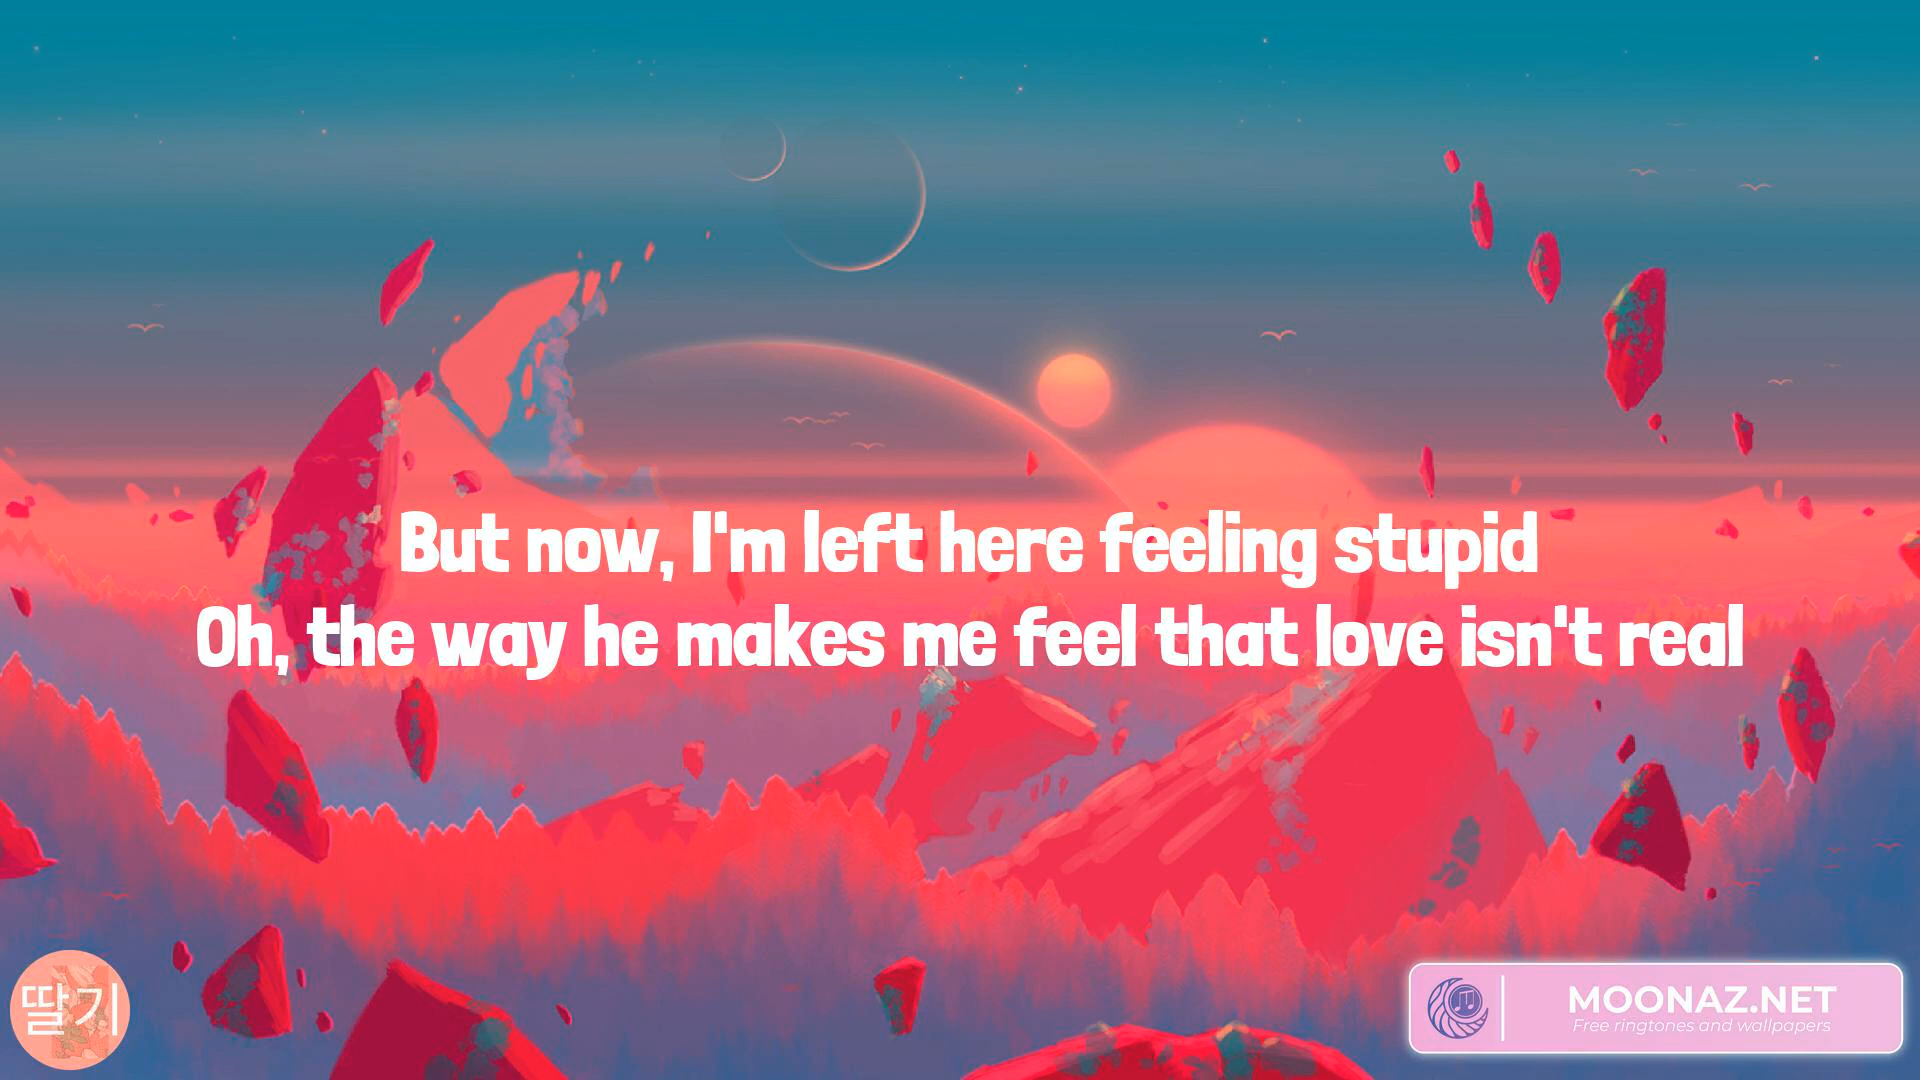 But now, I'm left here feeling stupid
Oh, the way he makes me feel that love isn't real
딸기
MOONAZ.NET
Free ringtones and wallpapers